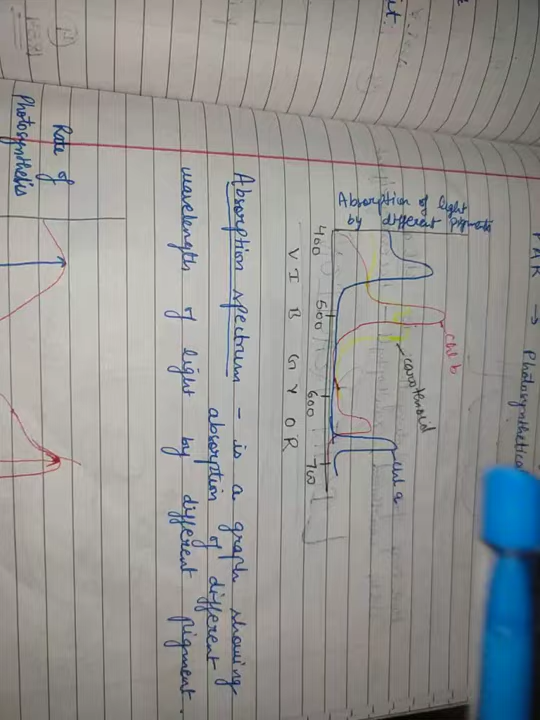 PAR → Photosynthetica
Absorption of light
by different pigments
chl b
carotenoid
chl a
400 500 600 700
V I B G Y O R
Absorption spectrum - is a graph showing
absorption of different
wavelength of light by different pigment.
Rate of
Photosynthesis